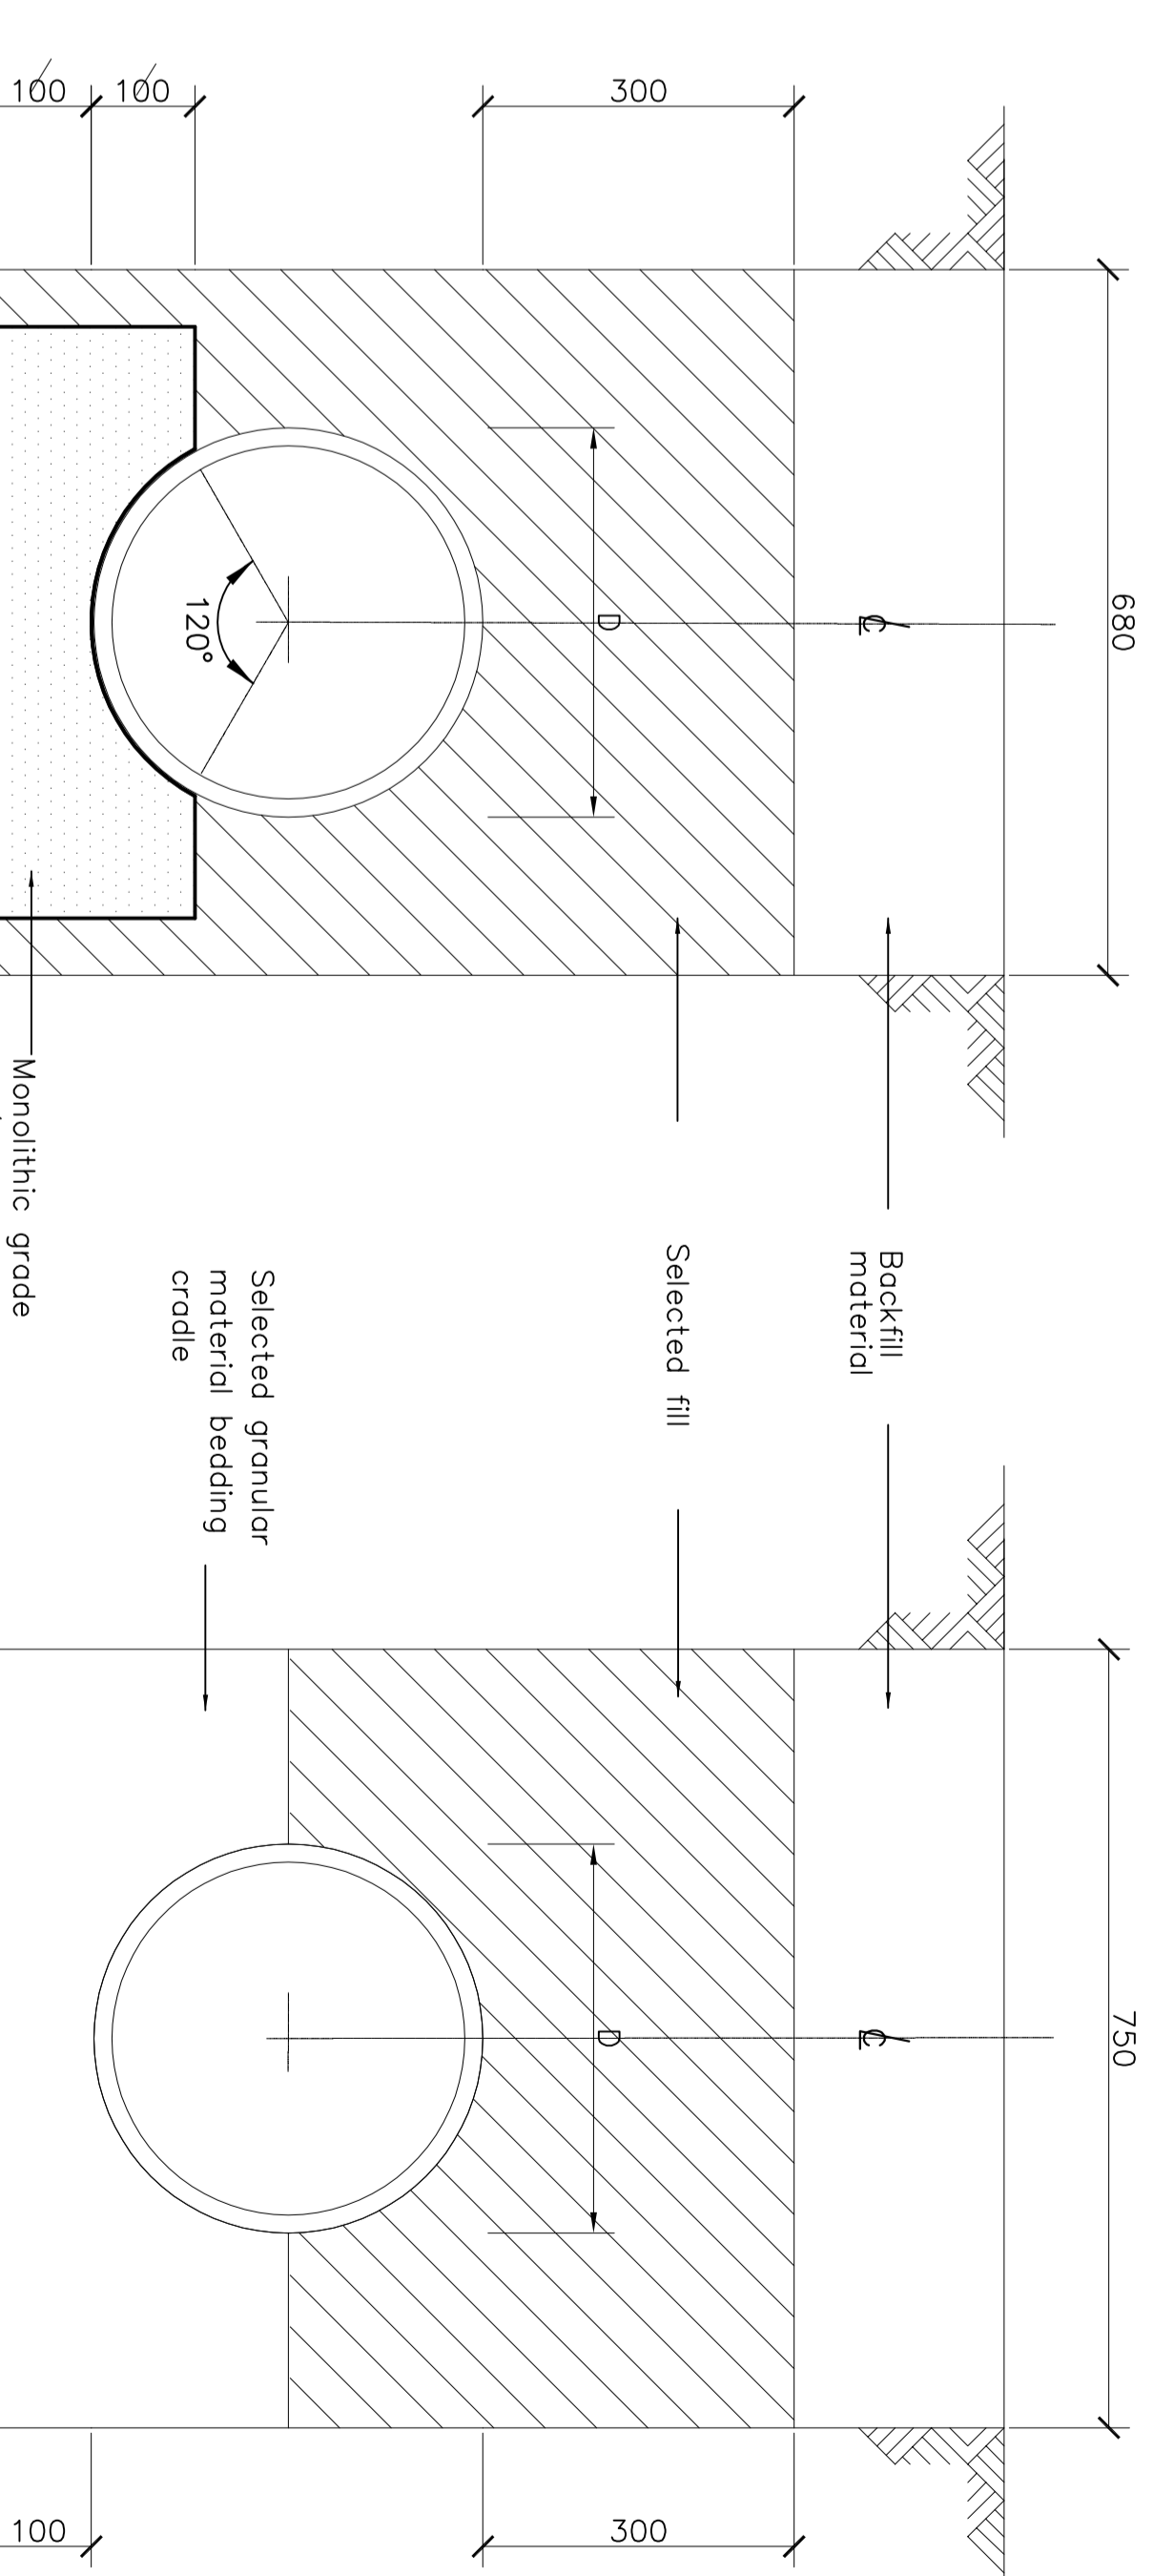 680
750
℄
℄
Backfill
material
Selected fill
300
300
D
D
Selected granular
material bedding
cradle
120°
100
100
100
Monolithic grade